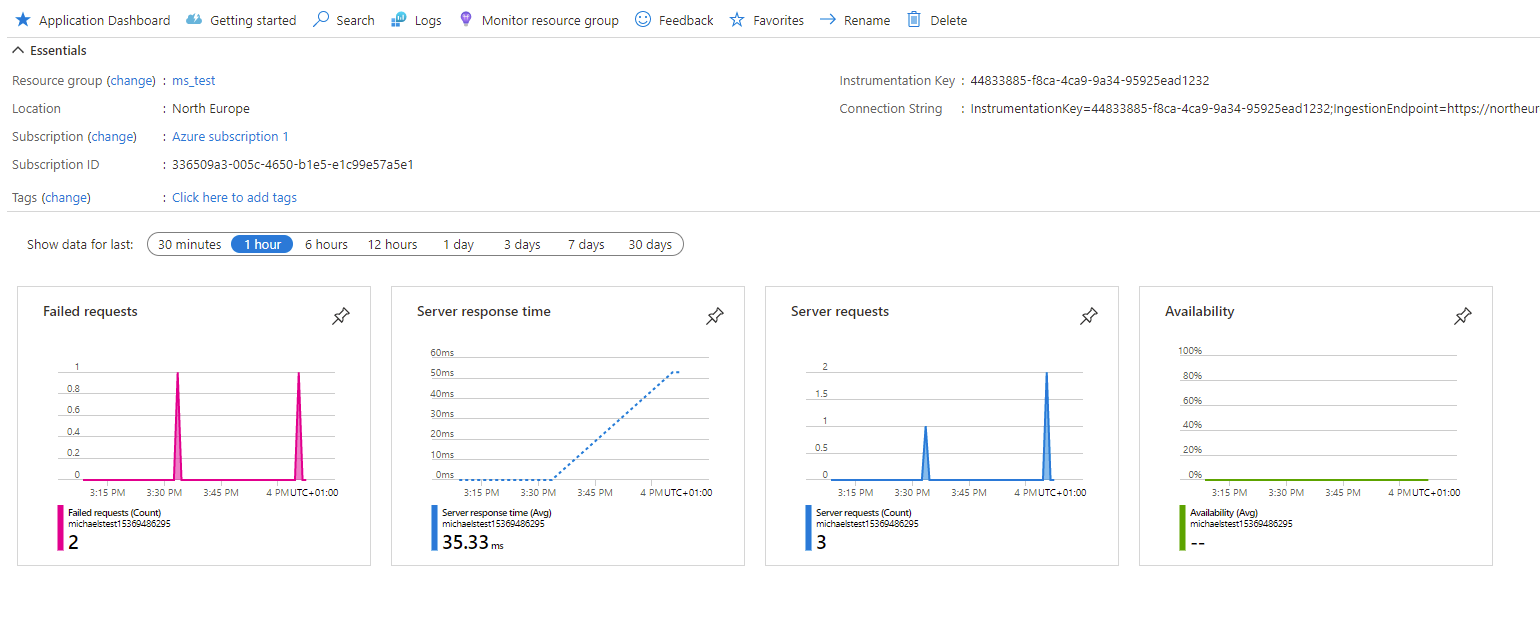 Application Dashboard Getting started Search Logs Monitor resource group Feedback Favorites Rename Delete
Essentials
Resource group (change) : ms_test
Instrumentation Key : 44833885-f8ca-4ca9-9a34-95925ead1232
Location : North Europe
Connection String : InstrumentationKey=44833885-f8ca-4ca9-9a34-95925ead1232;IngestionEndpoint=https://northeur
Subscription (change) : Azure subscription 1
Subscription ID : 336509a3-005c-4650-b1e5-e1c99e57a5e1
Tags (change) : Click here to add tags
Show data for last: 30 minutes 1 hour 6 hours 12 hours 1 day 3 days 7 days 30 days
Failed requests
1
0.8
0.6
0.4
0.2
0
3:15 PM 3:30 PM 3:45 PM 4 PM UTC+01:00
Failed requests (Count)
michaelstest15369486295
2
Server response time
60ms
50ms
40ms
30ms
20ms
10ms
0ms
3:15 PM 3:30 PM 3:45 PM 4 PM UTC+01:00
Server response time (Avg)
michaelstest15369486295
35.33 ms
Server requests
2
1.5
1
0.5
0
3:15 PM 3:30 PM 3:45 PM 4 PM UTC+01:00
Server requests (Count)
michaelstest15369486295
3
Availability
100%
80%
60%
40%
20%
0%
3:15 PM 3:30 PM 3:45 PM 4 PM UTC+01:00
Availability (Avg)
michaelstest15369486295
--